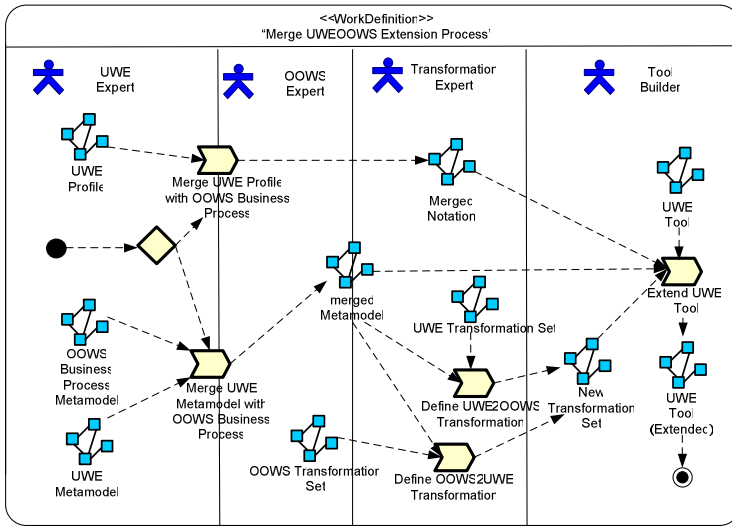 <<WorkDefinition>>
"Merge UWEOOWS Extension Process'
UWE
Expert
OOWS
Expert
Transformation
Expert
Tool
Builder
UWE
Profile
Merge UWE Profile
with OOWS Business
Process
Merged
Notation
UWE
Tool
merged
Metamodel
Extend UWE
Tool
UWE Transformation Set
OOWS
Business
Process
Metamodel
Merge UWE
Metamodel with
OOWS Business
Process
Define UWE2OOWS
Transformation
New
Transformation
Set
UWE
Tool
(Extended)
UWE
Metamodel
OOWS Transformation
Set
Define OOWS2UWE
Transformation